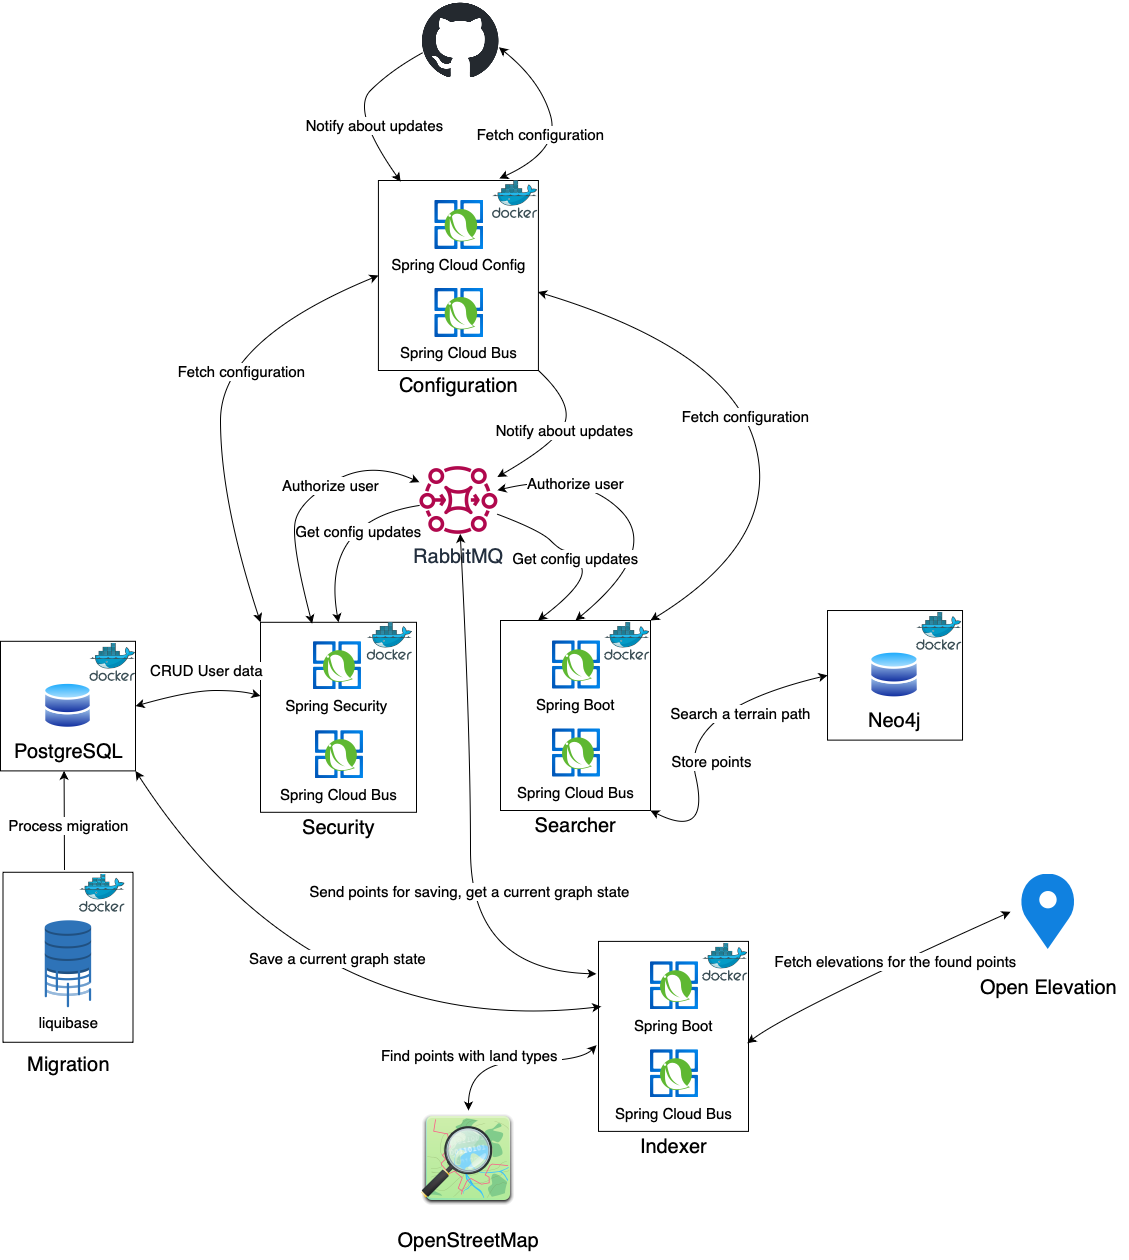 Notify about updates
Fetch configuration
docker
Spring Cloud Config
Spring Cloud Bus
Configuration
Fetch configuration
Fetch configuration
Notify about updates
Authorize user
Authorize user
Get config updates
RabbitMQ
Get config updates
docker
Spring Security
Spring Cloud Bus
Security
docker
Spring Boot
Spring Cloud Bus
Searcher
docker
Neo4j
Search a terrain path
Store points
docker
PostgreSQL
CRUD User data
Process migration
docker
liquibase
Migration
Send points for saving, get a current graph state
Save a current graph state
docker
Spring Boot
Spring Cloud Bus
Indexer
Fetch elevations for the found points
Open Elevation
Find points with land types
OpenStreetMap